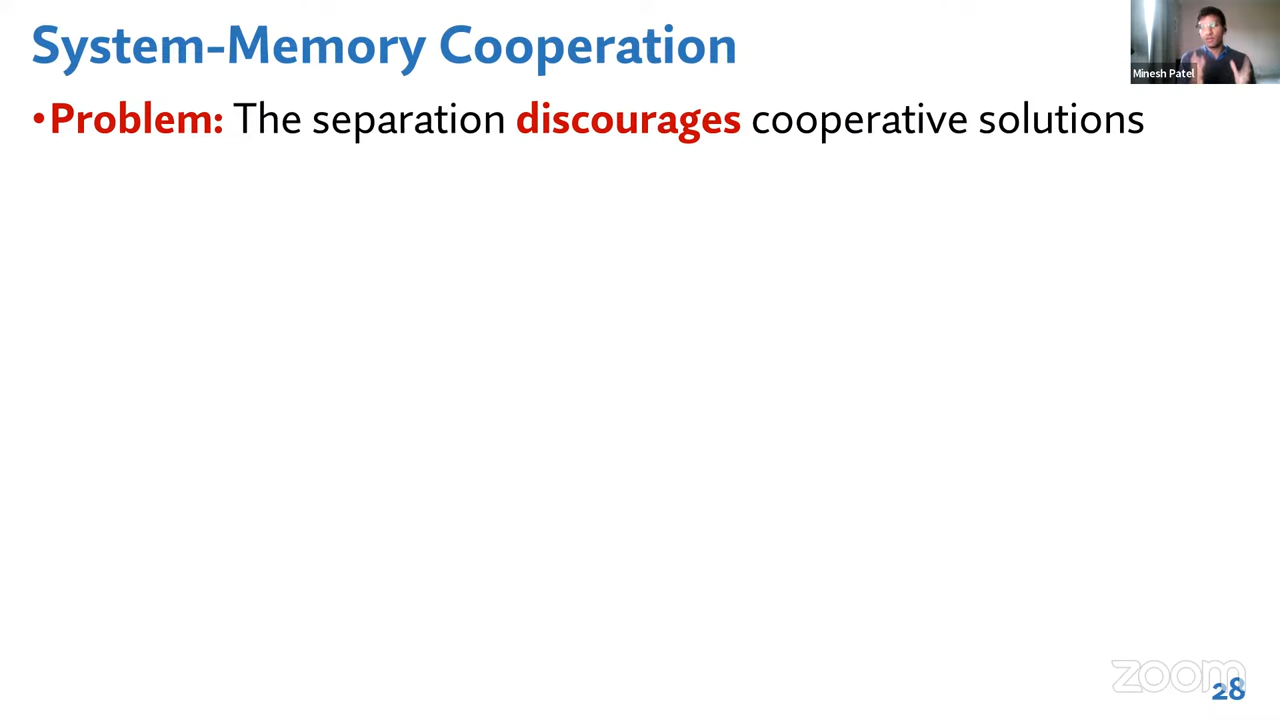 System-Memory Cooperation
Minesh Patel
•Problem: The separation discourages cooperative solutions
zoom
28